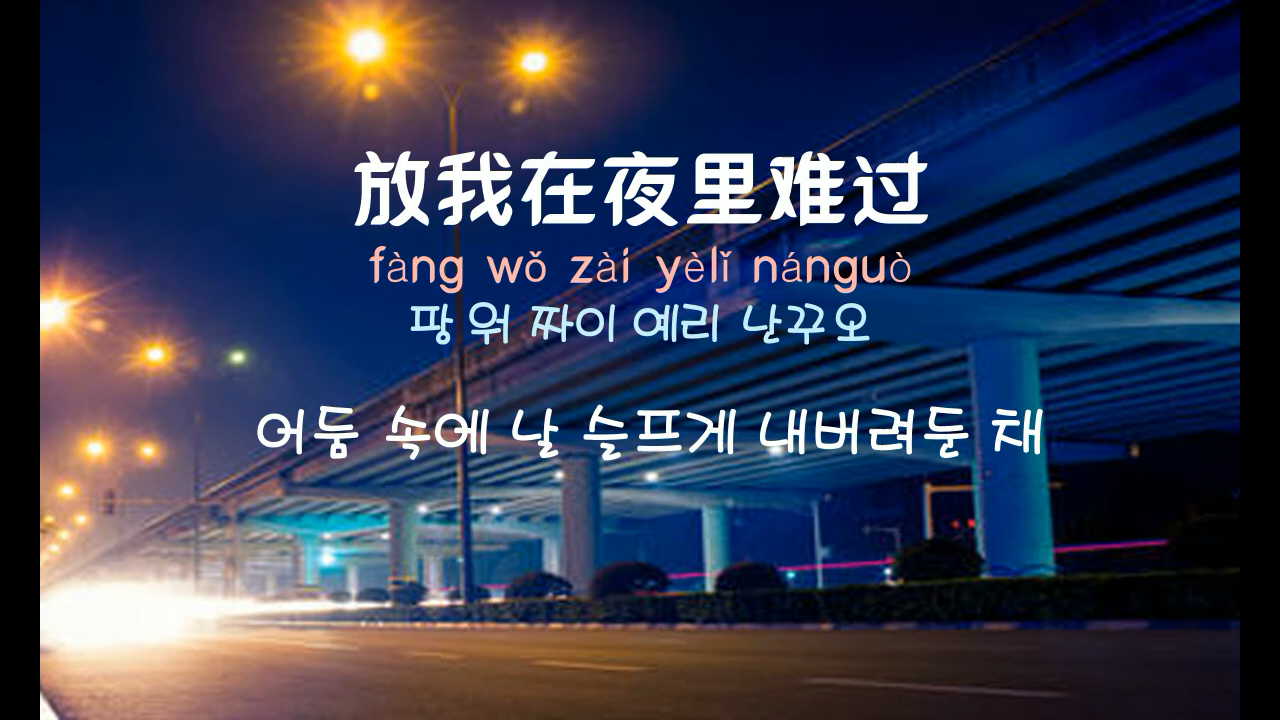 放我在夜里难过
fàng wǒ zài yèlǐ nánguò
팡 워 짜이 예리 난꾸오
어둠 속에 날 슬프게 내버려둔 채